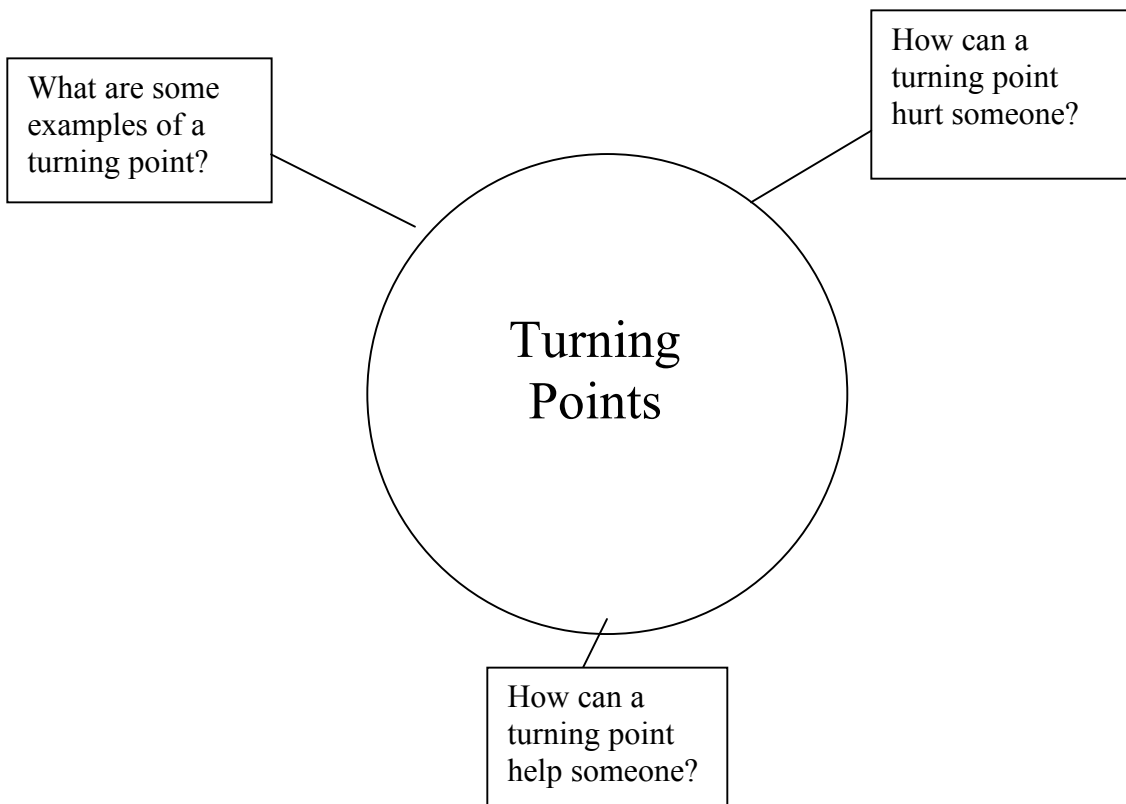 What are some
examples of a
turning point?
How can a
turning point
hurt someone?
Turning
Points
How can a
turning point
help someone?